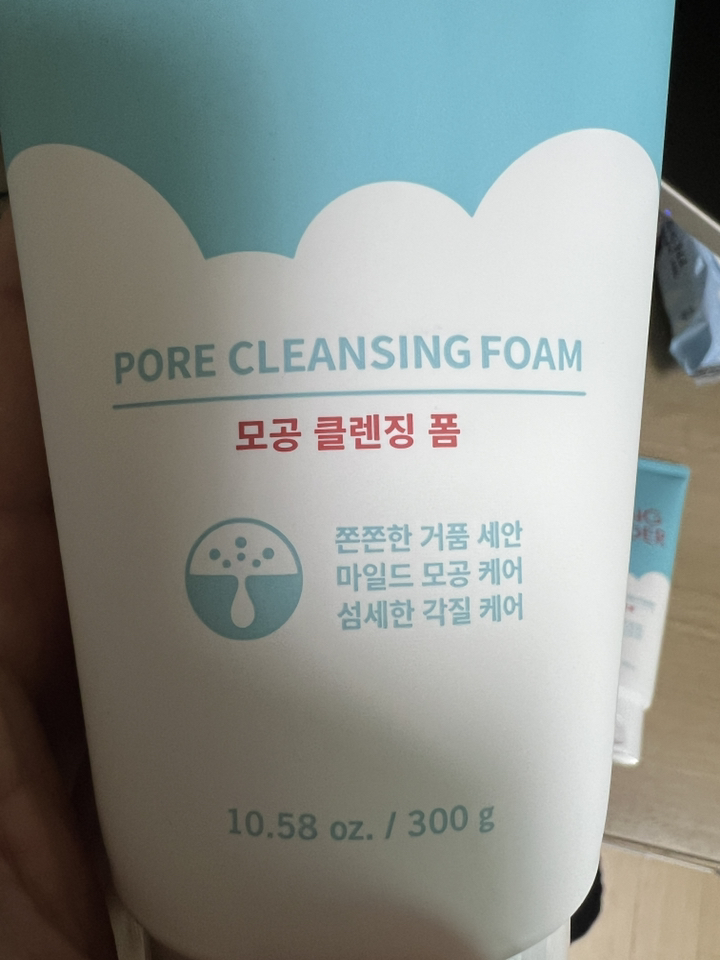 PORE CLEANSING FOAM
모공 클렌징 폼
쫀쫀한 거품 세안
마일드 모공 케어
섬세한 각질 케어
10.58 oz. / 300 g